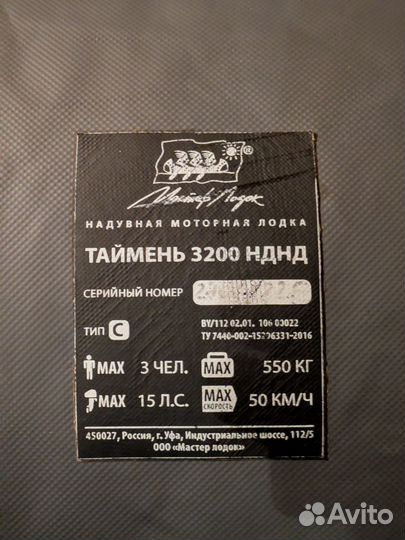 Мастер Лодок
НАДУВНАЯ МОТОРНАЯ ЛОДКА
ТАЙМЕНЬ 3200 НДНД
СЕРИЙНЫЙ НОМЕР
ТИП C
BY/112 02.01. 106 00022
ТУ 7440-002-15206331-2016
MAX 3 ЧЕЛ. MAX 550 КГ
MAX 15 Л.С. MAX СКОРОСТЬ 50 КМ/Ч
450027, Россия, г. Уфа, Индустриальное шоссе, 112/5
ООО «Мастер лодок»
Avito